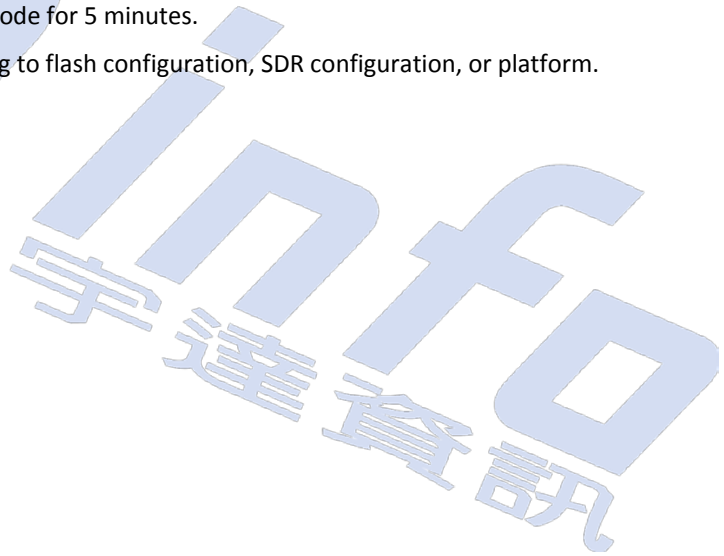 ode for 5 minutes.
g to flash configuration, SDR configuration, or platform.
info
宇達資訊